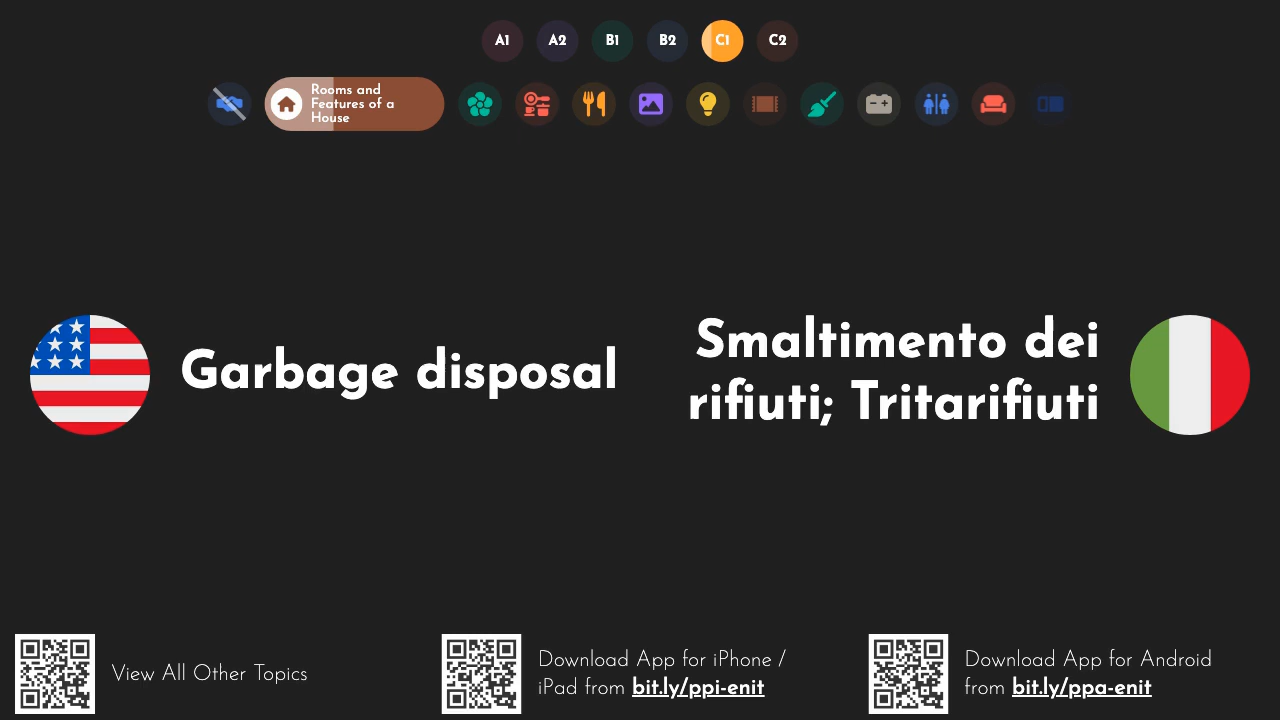 A1 A2 B1 B2 C1 C2
Rooms and
Features of a
House
Garbage disposal
Smaltimento dei
rifiuti; Tritarifiuti
View All Other Topics
Download App for iPhone /
iPad from bit.ly/ppi-enit
Download App for Android
from bit.ly/ppa-enit